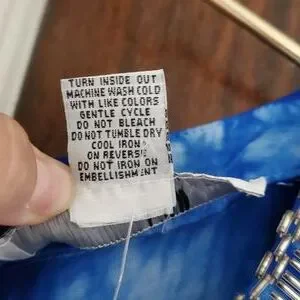 TURN INSIDE OUT
MACHINE WASH COLD
WITH LIKE COLORS
GENTLE CYCLE
DO NOT BLEACH
DO NOT TUMBLE DRY
COOL IRON
ON REVERSE
DO NOT IRON ON
EMBELLISHMENT